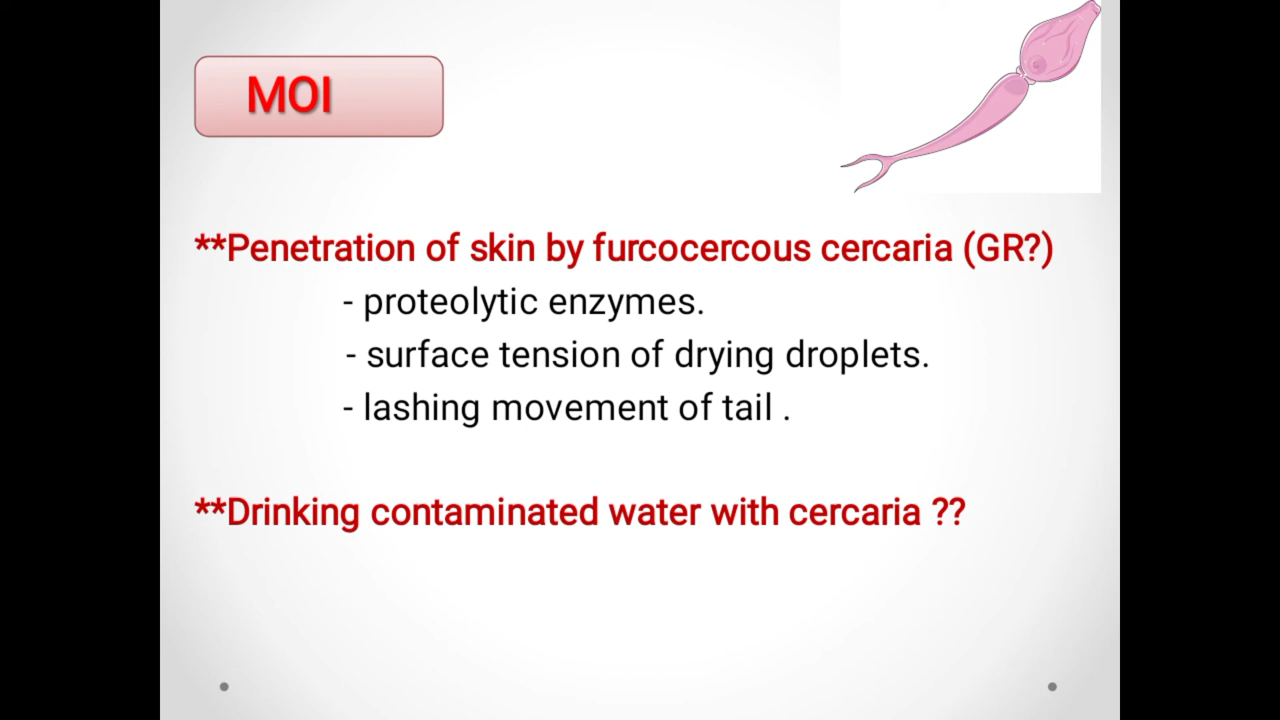 MOI
**Penetration of skin by furcocercous cercaria (GR?)
- proteolytic enzymes.
- surface tension of drying droplets.
- lashing movement of tail .
**Drinking contaminated water with cercaria ??